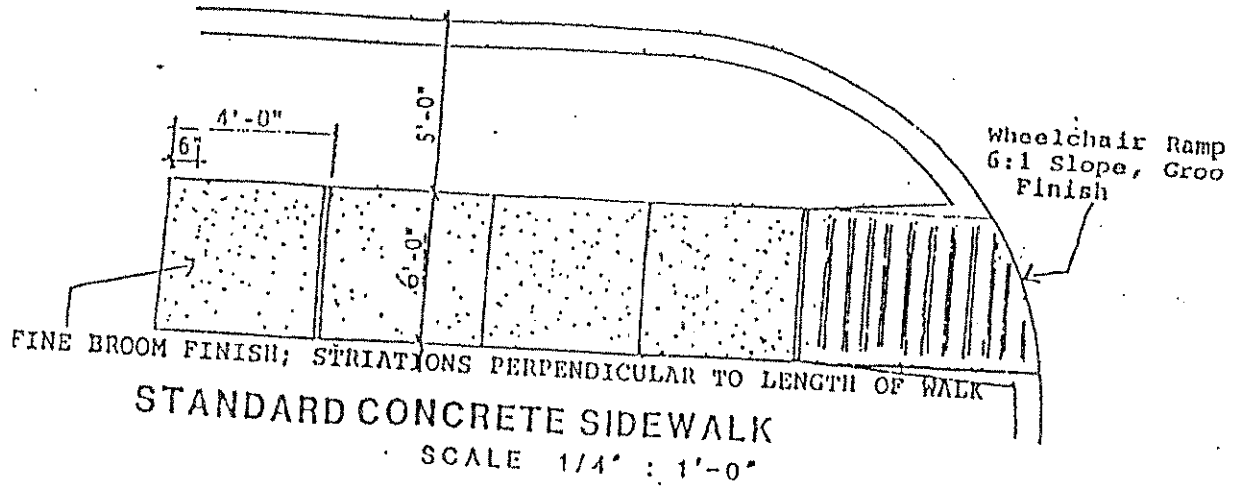 4'-0"
6"
5'-0"
6'-0"
Wheelchair Ramp
6:1 Slope, Groo
Finish
FINE BROOM FINISH; STRIATIONS PERPENDICULAR TO LENGTH OF WALK
STANDARD CONCRETE SIDEWALK
SCALE 1/4" : 1'-0"